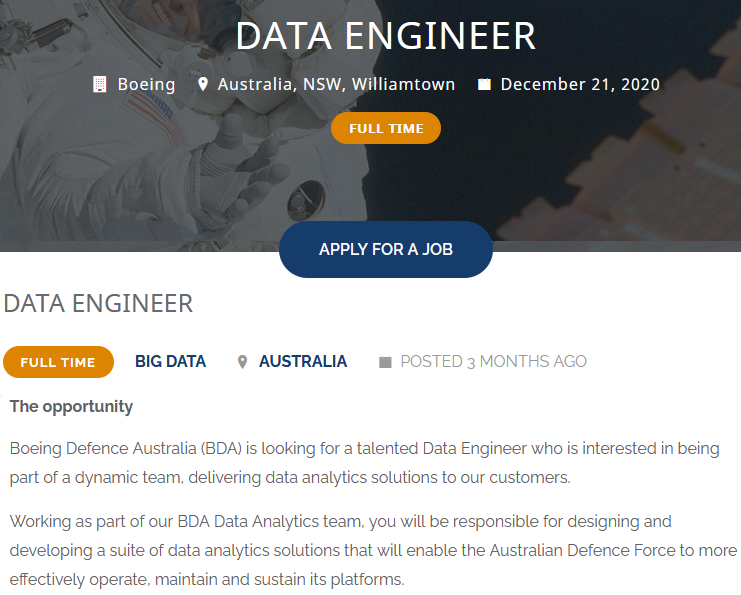 DATA ENGINEER
Boeing Australia, NSW, Williamtown December 21, 2020
FULL TIME
APPLY FOR A JOB
DATA ENGINEER
FULL TIME BIG DATA AUSTRALIA POSTED 3 MONTHS AGO
The opportunity
Boeing Defence Australia (BDA) is looking for a talented Data Engineer who is interested in being
part of a dynamic team, delivering data analytics solutions to our customers.
Working as part of our BDA Data Analytics team, you will be responsible for designing and
developing a suite of data analytics solutions that will enable the Australian Defence Force to more
effectively operate, maintain and sustain its platforms.